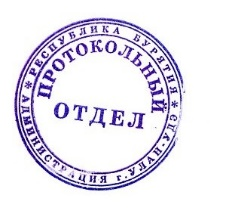 РЕСПУБЛИКА БУРЯТИЯ
АДМИНИСТРАЦИЯ г.УЛАН-УДЭ
ПРОТОКОЛЬНЫЙ
ОТДЕЛ